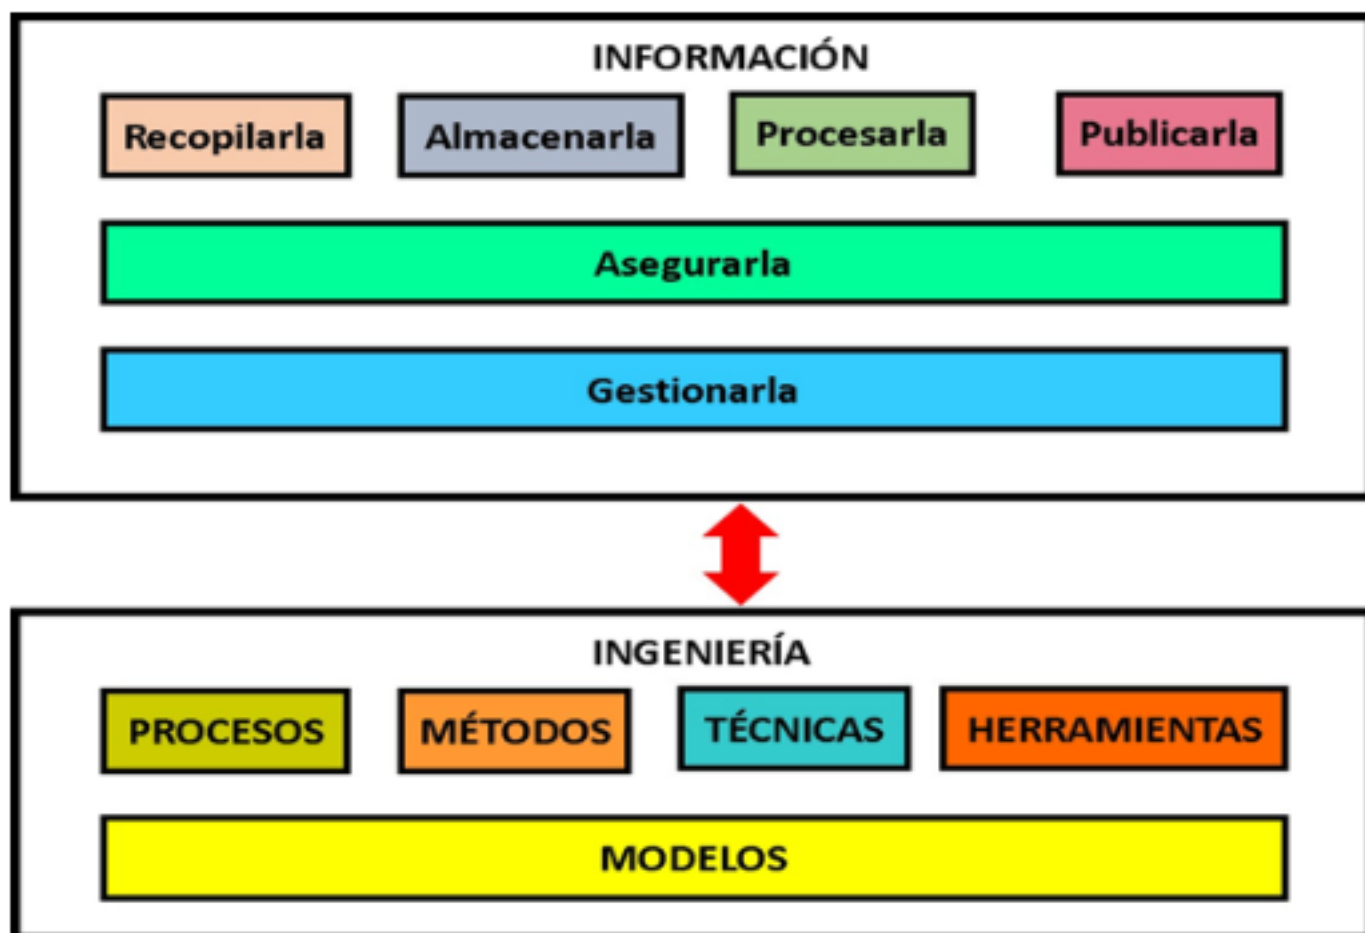 INFORMACIÓN
Recopilarla
Almacenarla
Procesarla
Publicarla
Asegurarla
Gestionarla
INGENIERÍA
PROCESOS
MÉTODOS
TÉCNICAS
HERRAMIENTAS
MODELOS